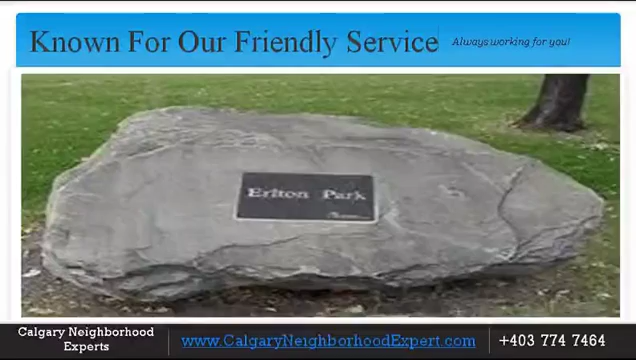 Known For Our Friendly Service
Always working for you!
Erlton Park
Calgary Neighborhood
Experts
www.CalgaryNeighborhoodExpert.com
+403 774 7464